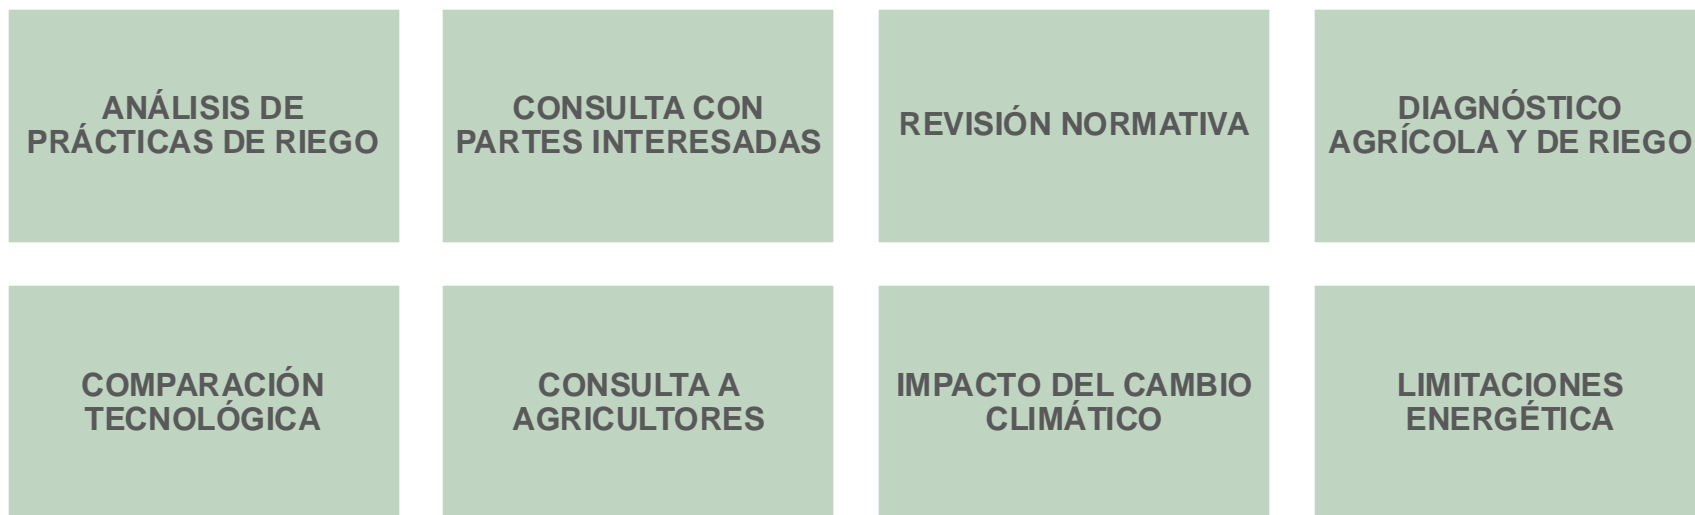 ANÁLISIS DE
PRÁCTICAS DE RIEGO
CONSULTA CON
PARTES INTERESADAS
REVISIÓN NORMATIVA
DIAGNÓSTICO
AGRÍCOLA Y DE RIEGO
COMPARACIÓN
TECNOLÓGICA
CONSULTA A
AGRICULTORES
IMPACTO DEL CAMBIO
CLIMÁTICO
LIMITACIONES
ENERGÉTICA